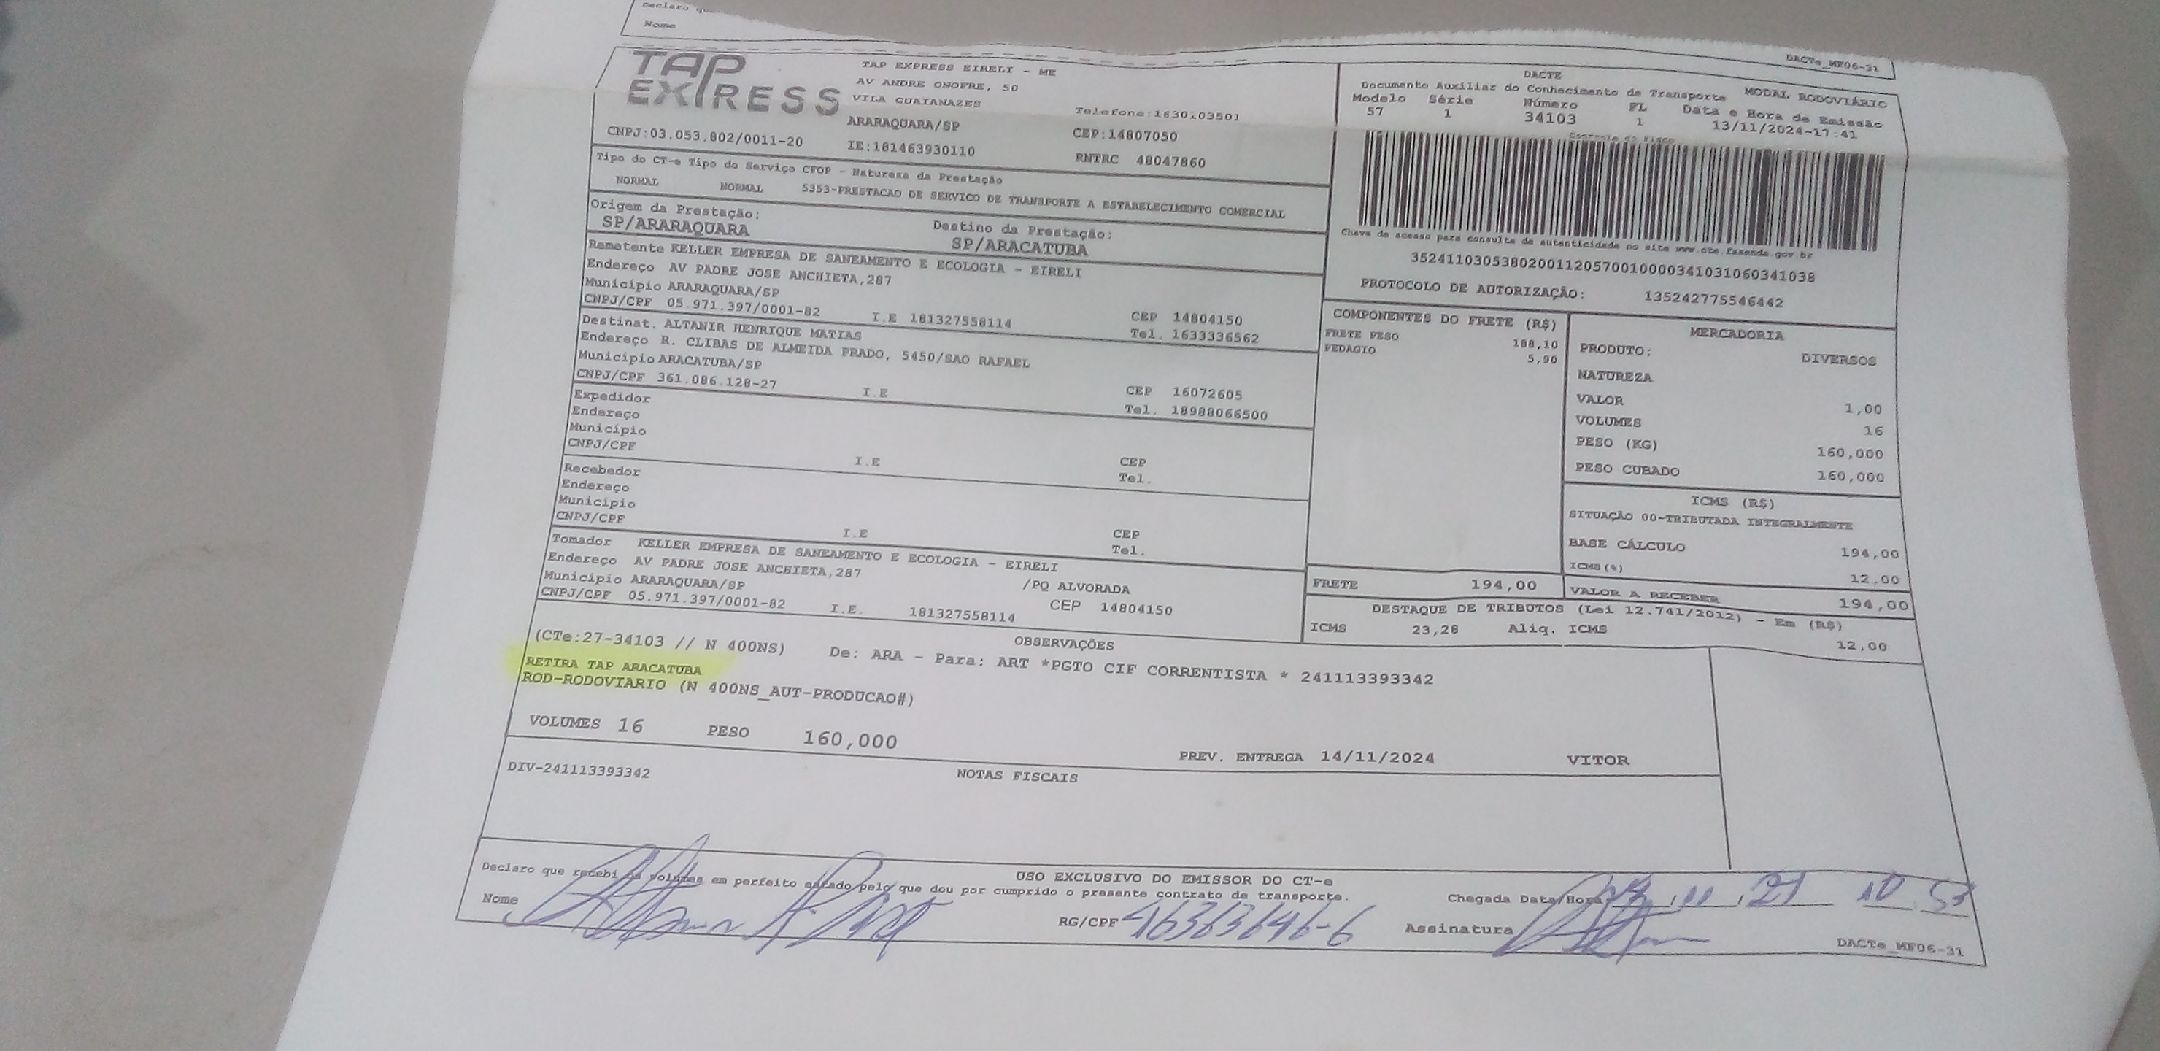 Declaro
Nome
DACTe_MF06-31
TAP EXPRESS
TAP EXPRESS EIRELI - ME
AV ANDRE ONOFRE, 50
VILA GUAIANAZES
ARARAQUARA/SP
Telefone:1630103501
CEP:14807050
CNPJ:03.053.802/0011-20
IE:181463930110
RNTRC 48047860
DACTE
Documento Auxiliar do Conhecimento de Transporte MODAL RODOVIÁRIO
Modelo Série Número FL Data e Hora de Emissão
57 1 34103 1 13/11/2024-17:41
Controle do Fisco
Chave de acesso para consulta de autenticidade no site www.cte.fazenda.gov.br
35241103053802001120570010000341031060341038
PROTOCOLO DE AUTORIZAÇÃO: 135242775546442
Tipo do CT-e Tipo do Serviço CFOP - Natureza da Prestação
NORMAL NORMAL 5353-PRESTACAO DE SERVICO DE TRANSPORTE A ESTABELECIMENTO COMERCIAL
Origem da Prestação: Destino da Prestação:
SP/ARARAQUARA SP/ARACATUBA
Remetente KELLER EMPRESA DE SANEAMENTO E ECOLOGIA - EIRELI
Endereço AV PADRE JOSE ANCHIETA,287
Município ARARAQUARA/SP CEP 14804150
CNPJ/CPF 05.971.397/0001-82 I.E 181327558114 Tel. 1633336562
Destinat. ALTANIR HENRIQUE MATIAS
Endereço R. CLIBAS DE ALMEIDA PRADO, 5450/SAO RAFAEL
Município ARACATUBA/SP CEP 16072605
CNPJ/CPF 361.086.128-27 I.E Tel. 18988066500
Expedidor
Endereço
Município CEP
CNPJ/CPF I.E Tel.
Recebedor
Endereço
Município CEP
CNPJ/CPF I.E Tel.
Tomador KELLER EMPRESA DE SANEAMENTO E ECOLOGIA - EIRELI
Endereço AV PADRE JOSE ANCHIETA,287 /PQ ALVORADA
Município ARARAQUARA/SP CEP 14804150
CNPJ/CPF 05.971.397/0001-82 I.E. 181327558114
COMPONENTES DO FRETE (R$)
FRETE PESO 188,10
PEDAGIO 5,90
FRETE 194,00
MERCADORIA
PRODUTO: DIVERSOS
NATUREZA
VALOR 1,00
VOLUMES 16
PESO (KG) 160,000
PESO CUBADO 160,000
ICMS (R$)
SITUAÇÃO 00-TRIBUTADA INTEGRALMENTE
BASE CÁLCULO 194,00
ICMS(%) 12,00
VALOR A RECEBER 194,00
DESTAQUE DE TRIBUTOS (Lei 12.741/2012) - Em (R$)
ICMS 23,28 Aliq. ICMS 12,00
OBSERVAÇÕES
(CTe:27-34103 // N 400NS) De: ARA - Para: ART *PGTO CIF CORRENTISTA * 241113393342
RETIRA TAP ARACATUBA
ROD-RODOVIARIO (N 400NS_AUT-PRODUCAO#)
VOLUMES 16 PESO 160,000 PREV. ENTREGA 14/11/2024 VITOR
NOTAS FISCAIS
DIV-241113393342
USO EXCLUSIVO DO EMISSOR DO CT-e
Declaro que recebi os volumes em perfeito estado pelo que dou por cumprido o presente contrato de transporte.
Chegada Data/Hora 11 24 10 53
Nome RG/CPF 46313646-6 Assinatura
DACTe_MF06-31